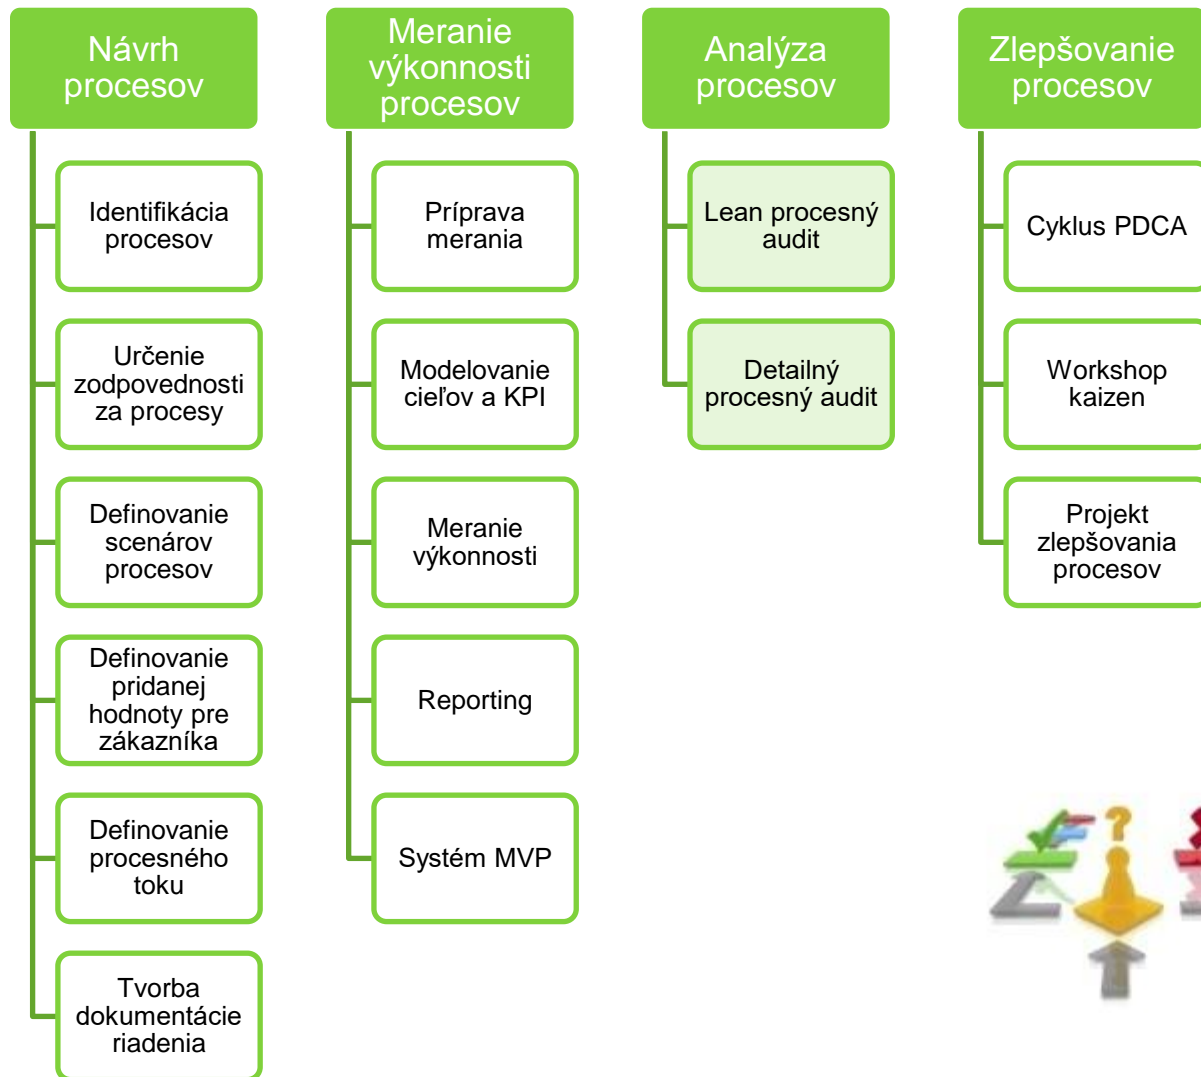 Návrh
procesov
Identifikácia
procesov
Určenie
zodpovednosti
za procesy
Definovanie
scenárov
procesov
Definovanie
pridanej
hodnoty pre
zákazníka
Definovanie
procesného
toku
Tvorba
dokumentácie
riadenia
Meranie
výkonnosti
procesov
Príprava
merania
Modelovanie
cieľov a KPI
Meranie
výkonnosti
Reporting
Systém MVP
Analýza
procesov
Lean procesný
audit
Detailný
procesný audit
Zlepšovanie
procesov
Cyklus PDCA
Workshop
kaizen
Projekt
zlepšovania
procesov
?